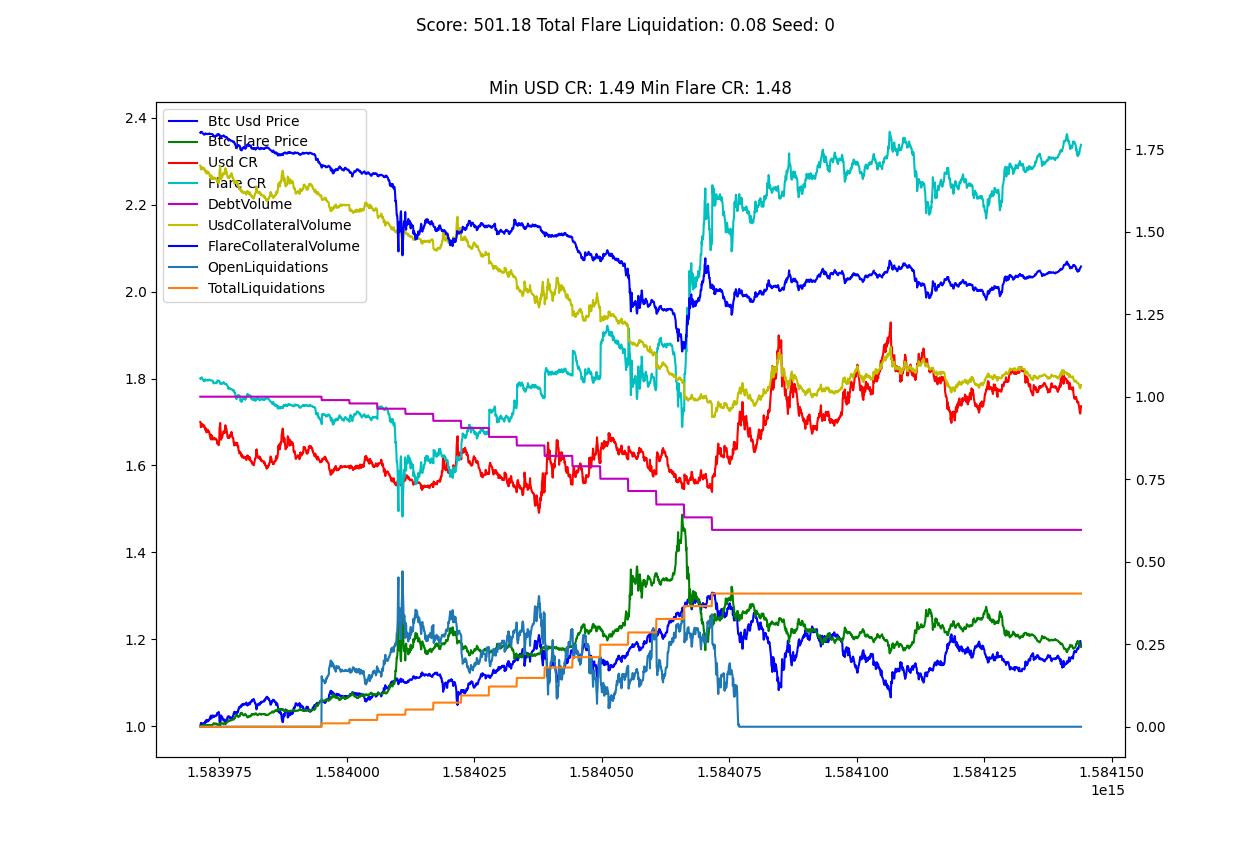 Score: 501.18 Total Flare Liquidation: 0.08 Seed: 0
Min USD CR: 1.49 Min Flare CR: 1.48
Btc Usd Price
Btc Flare Price
Usd CR
Flare CR
DebtVolume
UsdCollateralVolume
FlareCollateralVolume
OpenLiquidations
TotalLiquidations
2.4
2.2
2.0
1.8
1.6
1.4
1.2
1.0
1.75
1.50
1.25
1.00
0.75
0.50
0.25
0.00
1.583975 1.584000 1.584025 1.584050 1.584075 1.584100 1.584125 1.584150
1e15